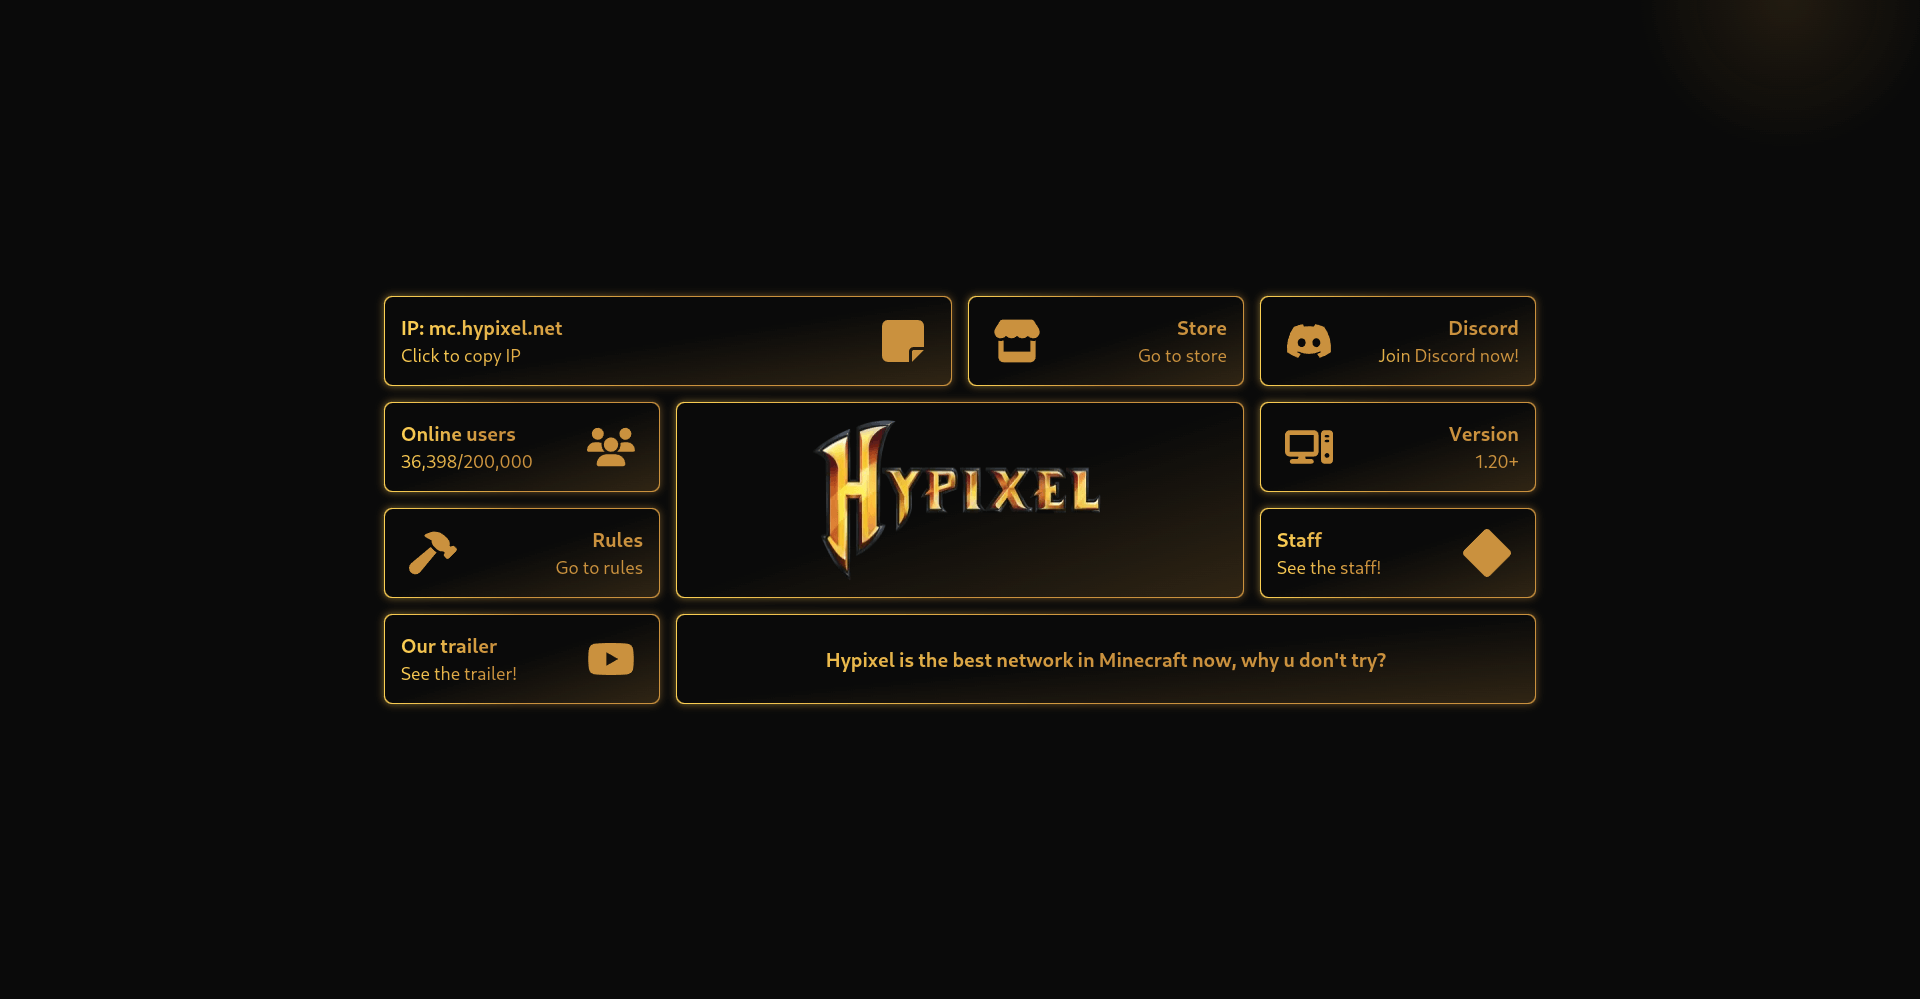 IP: mc.hypixel.net
Click to copy IP
Store
Go to store
Discord
Join Discord now!
Online users
36,398/200,000
HYPIXEL
Version
1.20+
Rules
Go to rules
Staff
See the staff!
Our trailer
See the trailer!
Hypixel is the best network in Minecraft now, why u don't try?